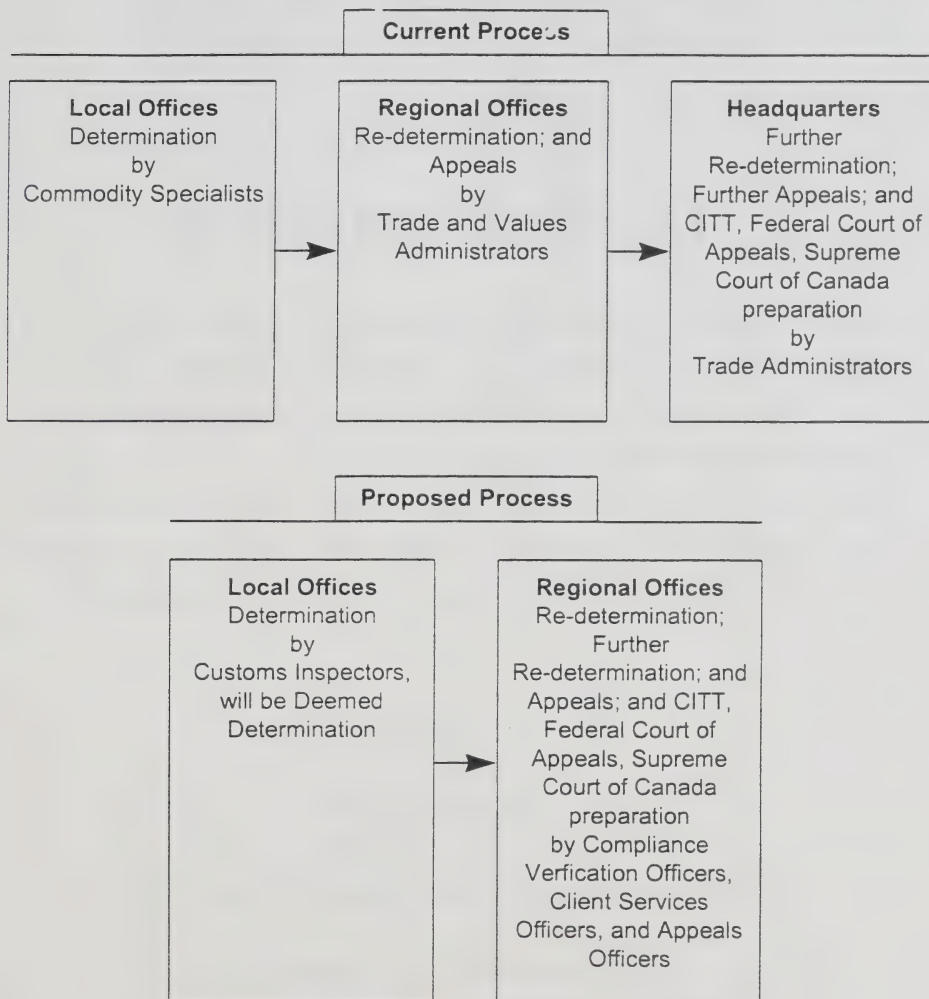 Current Process
Local Offices
Determination
by
Commodity Specialists
Regional Offices
Re-determination; and
Appeals
by
Trade and Values
Administrators
Headquarters
Further
Re-determination;
Further Appeals; and
CITT, Federal Court of
Appeals, Supreme
Court of Canada
preparation
by
Trade Administrators
Proposed Process
Local Offices
Determination
by
Customs Inspectors,
will be Deemed
Determination
Regional Offices
Re-determination;
Further
Re-determination; and
Appeals; and CITT,
Federal Court of
Appeals, Supreme
Court of Canada
preparation
by Compliance
Verfication Officers,
Client Services
Officers, and Appeals
Officers